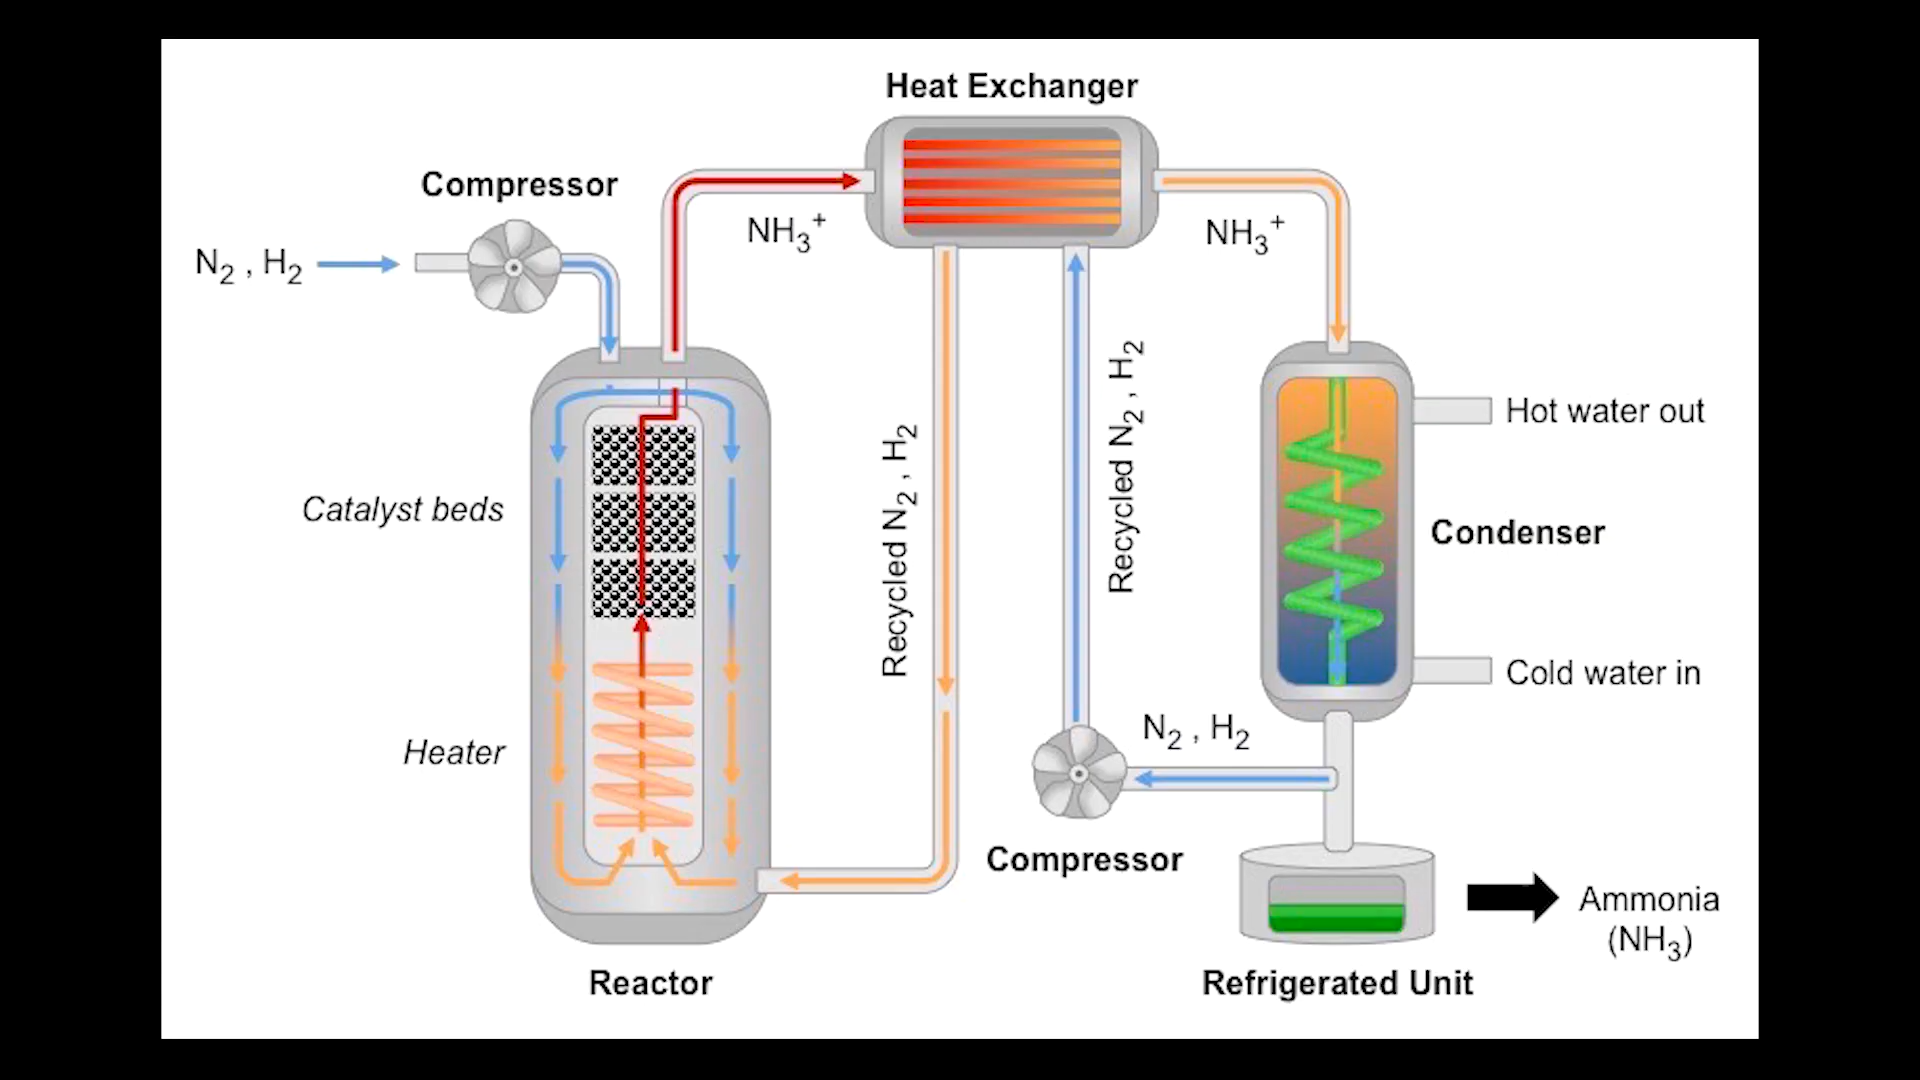 Heat Exchanger
Compressor
N₂ , H₂
NH₃⁺
NH₃⁺
Recycled N₂ , H₂
Recycled N₂ , H₂
Hot water out
Catalyst beds
Condenser
Cold water in
Heater
N₂ , H₂
Compressor
Ammonia
(NH₃)
Reactor
Refrigerated Unit